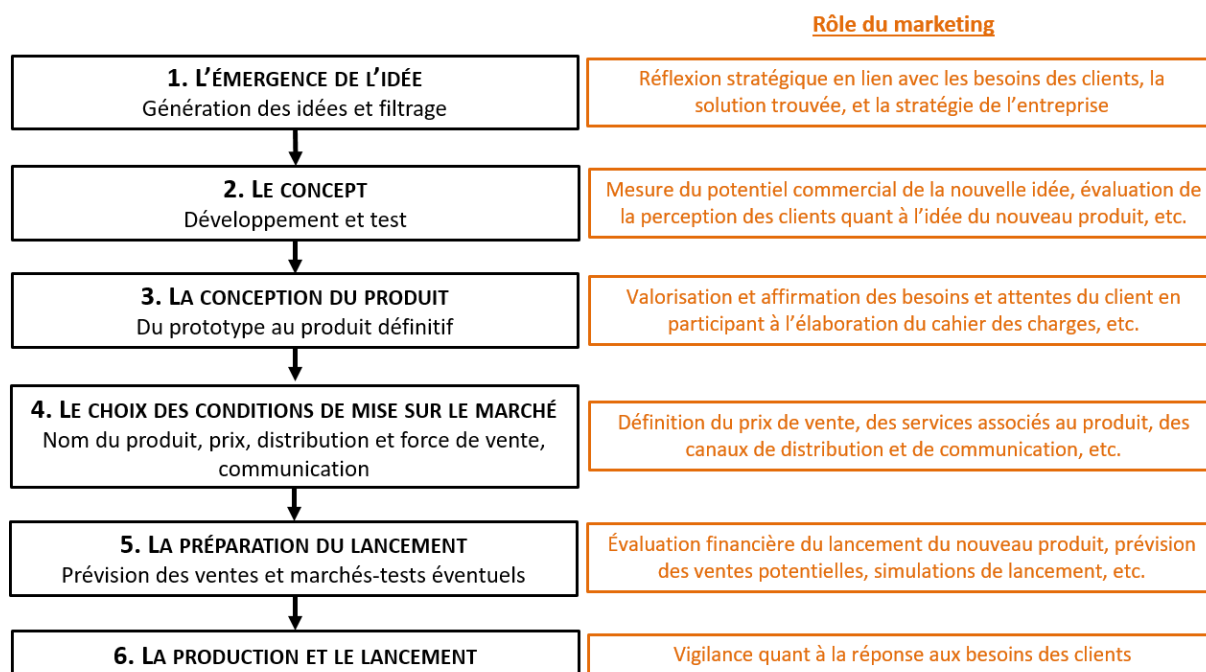 Rôle du marketing
1. L'ÉMERGENCE DE L'IDÉE
Génération des idées et filtrage
Réflexion stratégique en lien avec les besoins des clients, la
solution trouvée, et la stratégie de l'entreprise
2. LE CONCEPT
Développement et test
Mesure du potentiel commercial de la nouvelle idée, évaluation de
la perception des clients quant à l'idée du nouveau produit, etc.
3. LA CONCEPTION DU PRODUIT
Du prototype au produit définitif
Valorisation et affirmation des besoins et attentes du client en
participant à l'élaboration du cahier des charges, etc.
4. LE CHOIX DES CONDITIONS DE MISE SUR LE MARCHÉ
Nom du produit, prix, distribution et force de vente,
communication
Définition du prix de vente, des services associés au produit, des
canaux de distribution et de communication, etc.
5. LA PRÉPARATION DU LANCEMENT
Prévision des ventes et marchés-tests éventuels
Évaluation financière du lancement du nouveau produit, prévision
des ventes potentielles, simulations de lancement, etc.
6. LA PRODUCTION ET LE LANCEMENT
Vigilance quant à la réponse aux besoins des clients